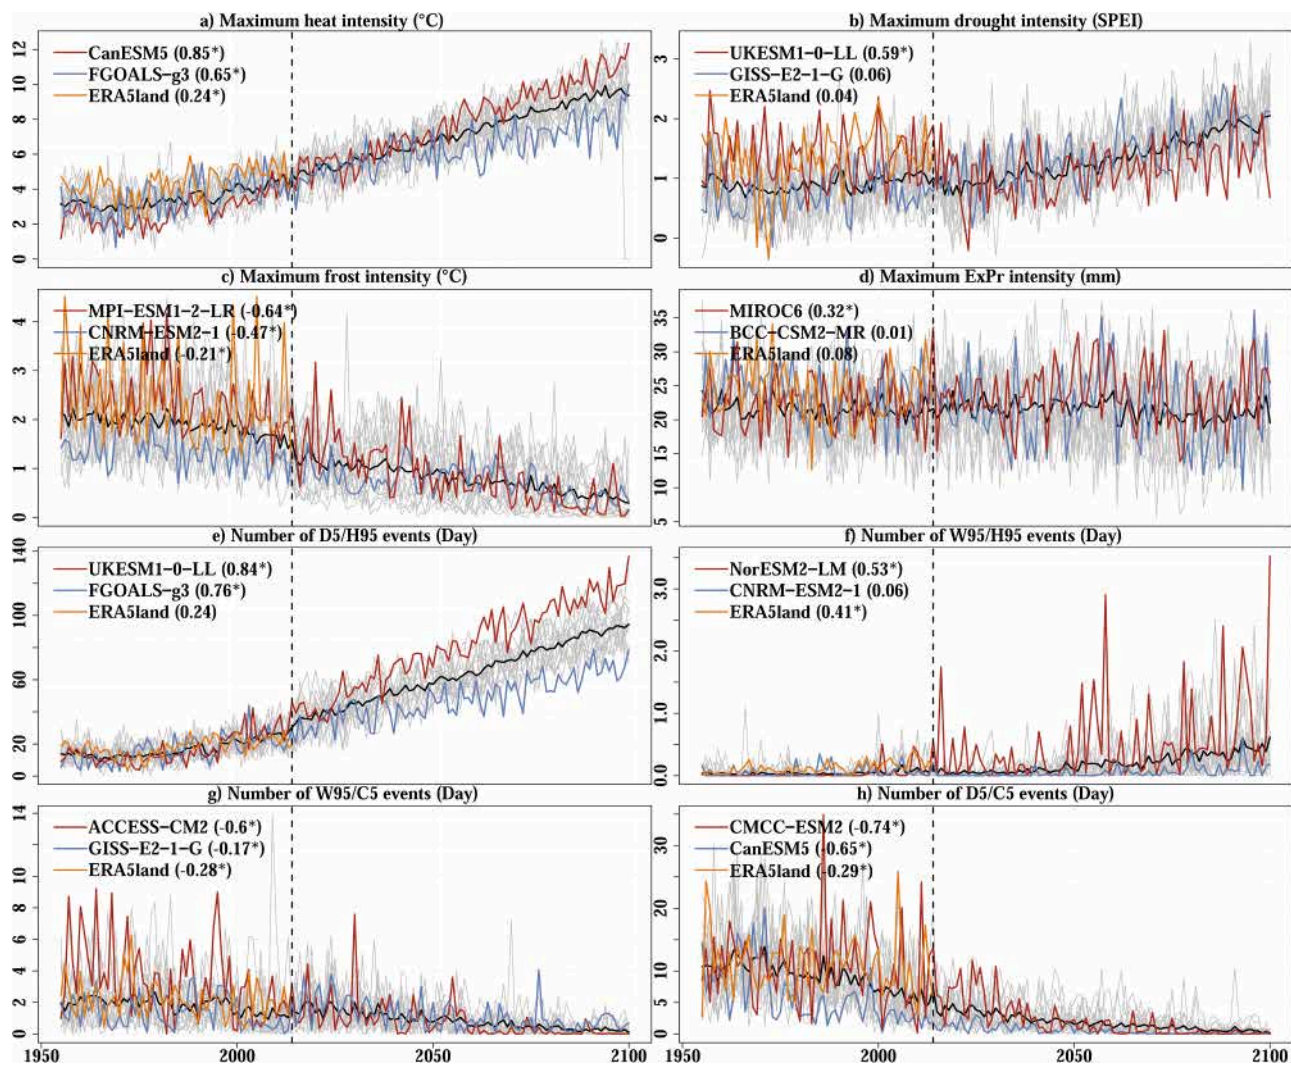 a) Maximum heat intensity (°C)
CanESM5 (0.85*)
FGOALS-g3 (0.65*)
ERA5land (0.24*)
12
10
8
6
4
2
0
b) Maximum drought intensity (SPEI)
UKESM1-0-LL (0.59*)
GISS-E2-1-G (0.06)
ERA5land (0.04)
3
2
1
0
c) Maximum frost intensity (°C)
MPI-ESM1-2-LR (-0.64*)
CNRM-ESM2-1 (-0.47*)
ERA5land (-0.21*)
4
3
2
1
0
d) Maximum ExPr intensity (mm)
MIROC6 (0.32*)
BCC-CSM2-MR (0.01)
ERA5land (0.08)
35
30
25
20
15
10
5
e) Number of D5/H95 events (Day)
UKESM1-0-LL (0.84*)
FGOALS-g3 (0.76*)
ERA5land (0.24)
140
100
60
20
0
f) Number of W95/H95 events (Day)
NorESM2-LM (0.53*)
CNRM-ESM2-1 (0.06)
ERA5land (0.41*)
3.0
2.0
1.0
0.0
g) Number of W95/C5 events (Day)
ACCESS-CM2 (-0.6*)
GISS-E2-1-G (-0.17*)
ERA5land (-0.28*)
14
10
8
6
4
2
0
1950
2000
2050
2100
h) Number of D5/C5 events (Day)
CMCC-ESM2 (-0.74*)
CanESM5 (-0.65*)
ERA5land (-0.29*)
30
20
10
5
0
1950
2000
2050
2100